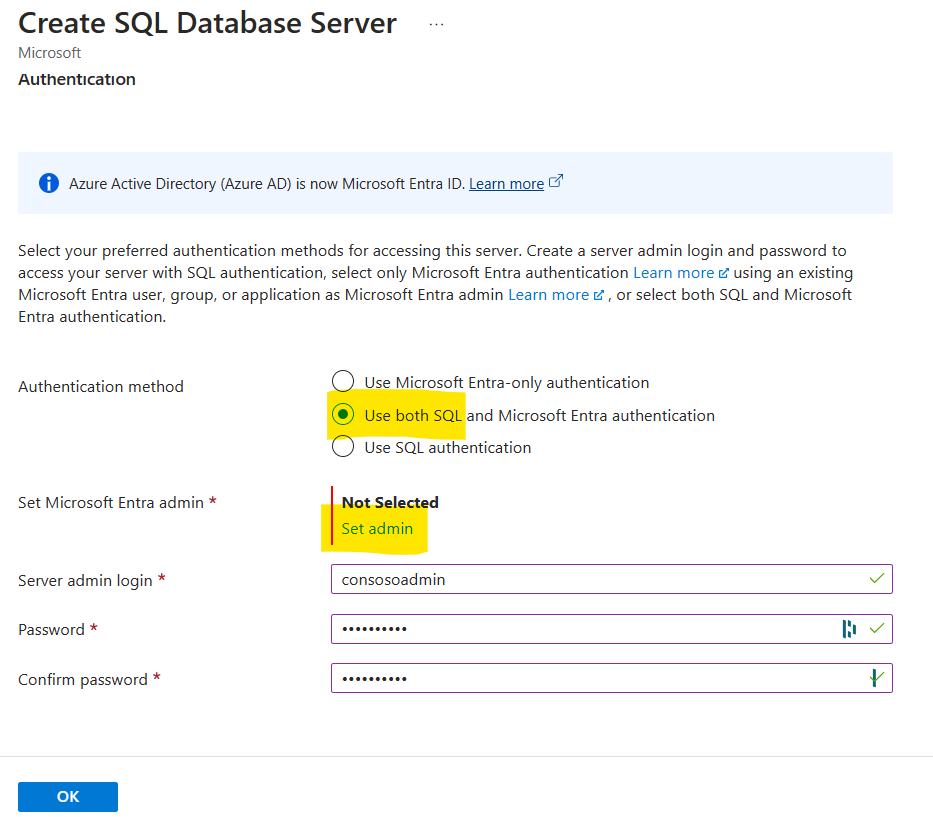 Create SQL Database Server ...
Microsoft
Authentication
Azure Active Directory (Azure AD) is now Microsoft Entra ID. Learn more
Select your preferred authentication methods for accessing this server. Create a server admin login and password to
access your server with SQL authentication, select only Microsoft Entra authentication Learn more using an existing
Microsoft Entra user, group, or application as Microsoft Entra admin Learn more , or select both SQL and Microsoft
Entra authentication.
Authentication method
Use Microsoft Entra-only authentication
Use both SQL and Microsoft Entra authentication
Use SQL authentication
Set Microsoft Entra admin *
Not Selected
Set admin
Server admin login *
consosoadmin
Password *
••••••••••
Confirm password *
••••••••••
OK